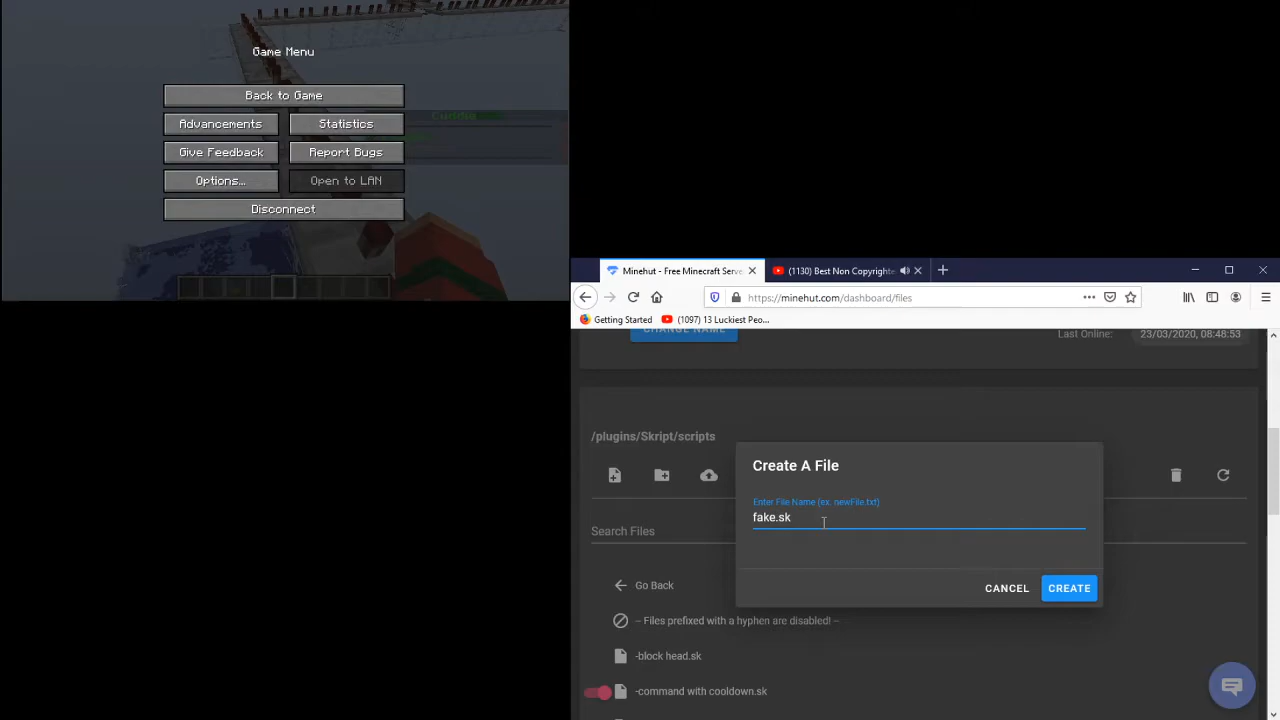 Game Menu
Back to Game
Advancements
Statistics
Give Feedback
Report Bugs
Options...
Open to LAN
Disconnect
Minehut - Free Minecraft Serve
(1130) Best Non Copyrighte
https://minehut.com/dashboard/files
Getting Started
(1097) 13 Luckiest Peo...
CHANGE NAME
Last Online:
23/03/2020, 08:48:53
/plugins/Skript/scripts
Create A File
Enter File Name (ex. newFile.txt)
fake.sk
CANCEL
CREATE
Search Files
Go Back
-- Files prefixed with a hyphen are disabled! --
-block head.sk
-command with cooldown.sk